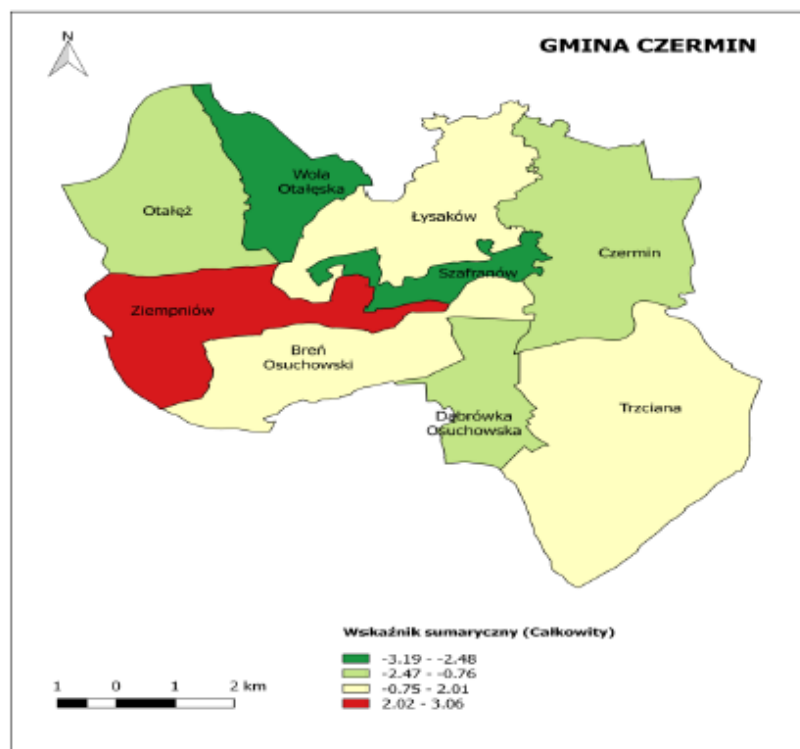 N
GMINA CZERMIN
Wola
Otałęska
Otałęż
Łysaków
Czermin
Szafranów
Ziempniów
Breń
Osuchowski
Trzciana
Dąbrówka
Osuchowska
Wskaźnik sumaryczny (Całkowity)
-3.19 - -2.48
-2.47 - -0.76
-0.75 - 2.01
2.02 - 3.06
1 0 1 2 km